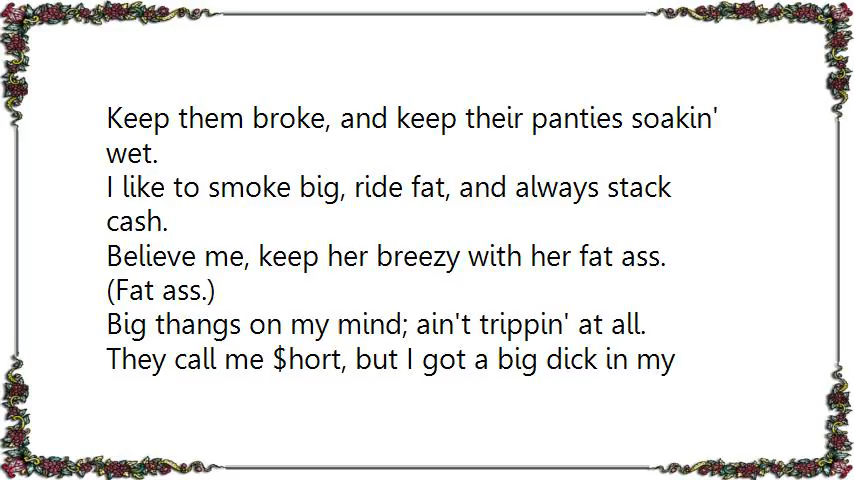 Keep them broke, and keep their panties soakin'
wet.
I like to smoke big, ride fat, and always stack
cash.
Believe me, keep her breezy with her fat ass.
(Fat ass.)
Big thangs on my mind; ain't trippin' at all.
They call me $hort, but I got a big dick in my